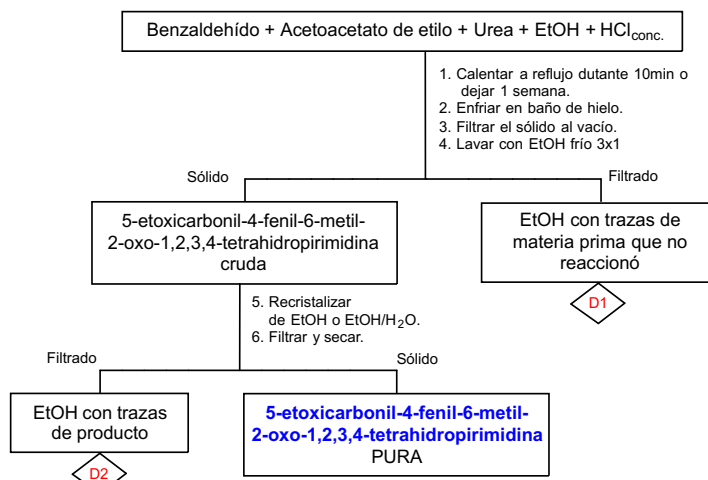 Benzaldehído + Acetoacetato de etilo + Urea + EtOH + HClconc.
1. Calentar a reflujo dutante 10min o
dejar 1 semana.
2. Enfriar en baño de hielo.
3. Filtrar el sólido al vacío.
4. Lavar con EtOH frío 3x1
Sólido
Filtrado
5-etoxicarbonil-4-fenil-6-metil-
2-oxo-1,2,3,4-tetrahidropirimidina
cruda
EtOH con trazas de
materia prima que no
reaccionó
D1
5. Recristalizar
de EtOH o EtOH/H2O.
6. Filtrar y secar.
Filtrado
Sólido
EtOH con trazas
de producto
D2
5-etoxicarbonil-4-fenil-6-metil-
2-oxo-1,2,3,4-tetrahidropirimidina
PURA